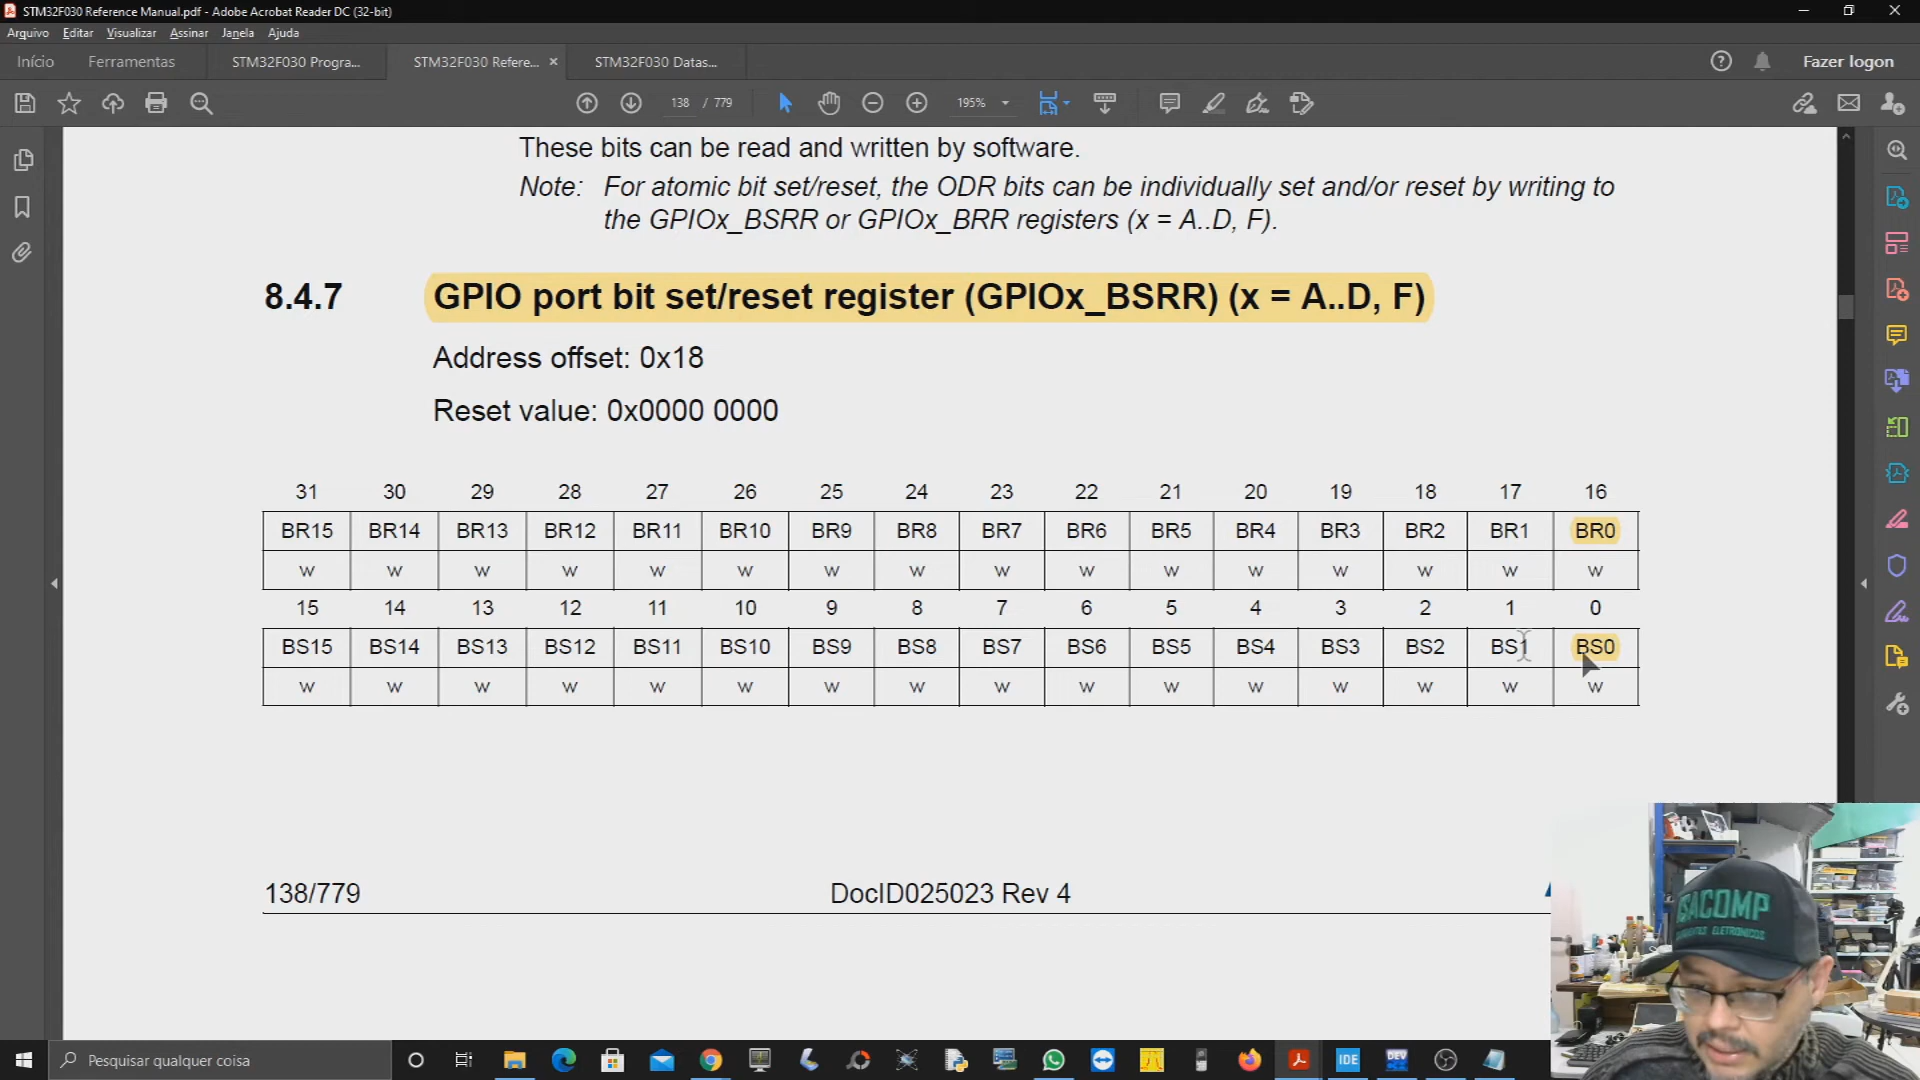 STM32F030 Reference Manual.pdf - Adobe Acrobat Reader DC (32-bit)
Arquivo Editar Visualizar Assinar Janela Ajuda
Início Ferramentas STM32F030 Progra... STM32F030 Refere... × STM32F030 Datas... Fazer logon
138 / 779 195%
These bits can be read and written by software.
Note: For atomic bit set/reset, the ODR bits can be individually set and/or reset by writing to
the GPIOx_BSRR or GPIOx_BRR registers (x = A..D, F).
8.4.7 GPIO port bit set/reset register (GPIOx_BSRR) (x = A..D, F)
Address offset: 0x18
Reset value: 0x0000 0000
31 30 29 28 27 26 25 24 23 22 21 20 19 18 17 16
BR15 BR14 BR13 BR12 BR11 BR10 BR9 BR8 BR7 BR6 BR5 BR4 BR3 BR2 BR1 BR0
w w w w w w w w w w w w w w w w
15 14 13 12 11 10 9 8 7 6 5 4 3 2 1 0
BS15 BS14 BS13 BS12 BS11 BS10 BS9 BS8 BS7 BS6 BS5 BS4 BS3 BS2 BS1 BS0
w w w w w w w w w w w w w w w w
138/779 DocID025023 Rev 4
Pesquisar qualquer coisa
IDE
DEV